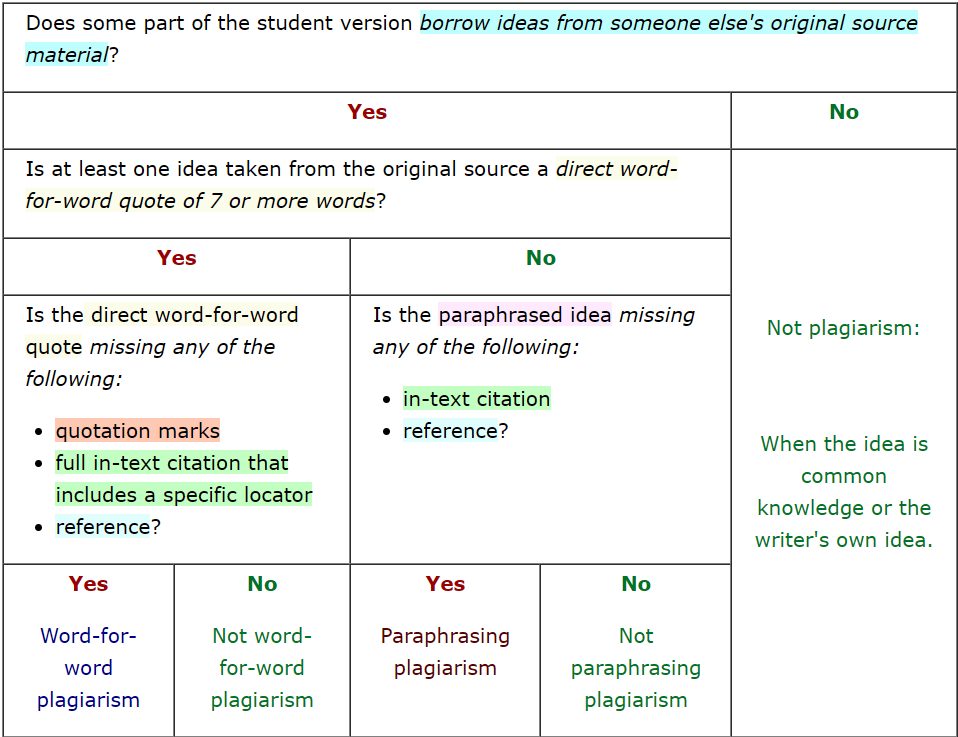 Does some part of the student version borrow ideas from someone else's original source
material?
Yes
No
Is at least one idea taken from the original source a direct word-
for-word quote of 7 or more words?
Yes
No
Is the direct word-for-word
quote missing any of the
following:
• quotation marks
• full in-text citation that
includes a specific locator
• reference?
Is the paraphrased idea missing
any of the following:
• in-text citation
• reference?
Not plagiarism:
When the idea is
common
knowledge or the
writer's own idea.
Yes
Word-for-
word
plagiarism
No
Not word-
for-word
plagiarism
Yes
Paraphrasing
plagiarism
No
Not
paraphrasing
plagiarism